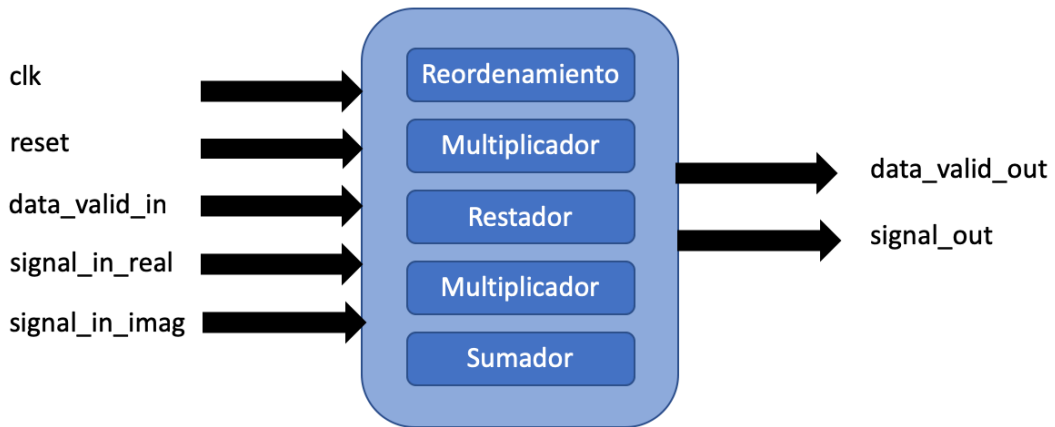 clk
reset
data_valid_in
signal_in_real
signal_in_imag
Reordenamiento
Multiplicador
Restador
Multiplicador
Sumador
data_valid_out
signal_out